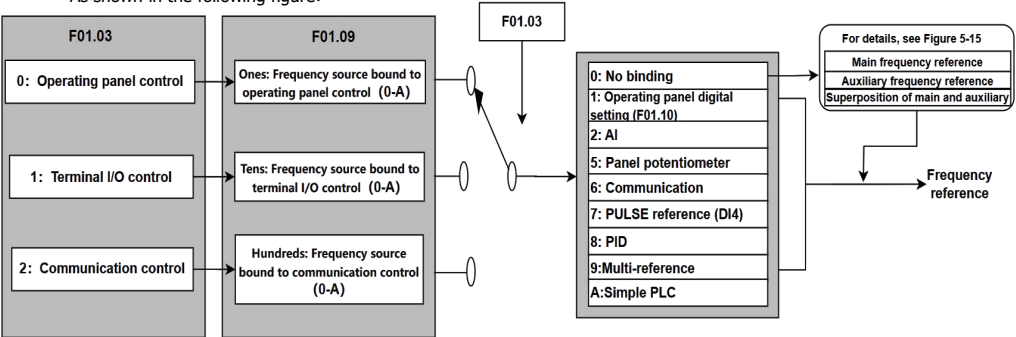 As shown in the following figure:
F01.03
0: Operating panel control
1: Terminal I/O control
2: Communication control
F01.09
Ones: Frequency source bound to
operating panel control (0-A)
Tens: Frequency source bound to
terminal I/O control (0-A)
Hundreds: Frequency source
bound to communication control
(0-A)
F01.03
0: No binding
1: Operating panel digital
setting (F01.10)
2: AI
5: Panel potentiometer
6: Communication
7: PULSE reference (DI4)
8: PID
9:Multi-reference
A:Simple PLC
For details, see Figure 5-15
Main frequency reference
Auxiliary frequency reference
Superposition of main and auxiliary
Frequency
reference